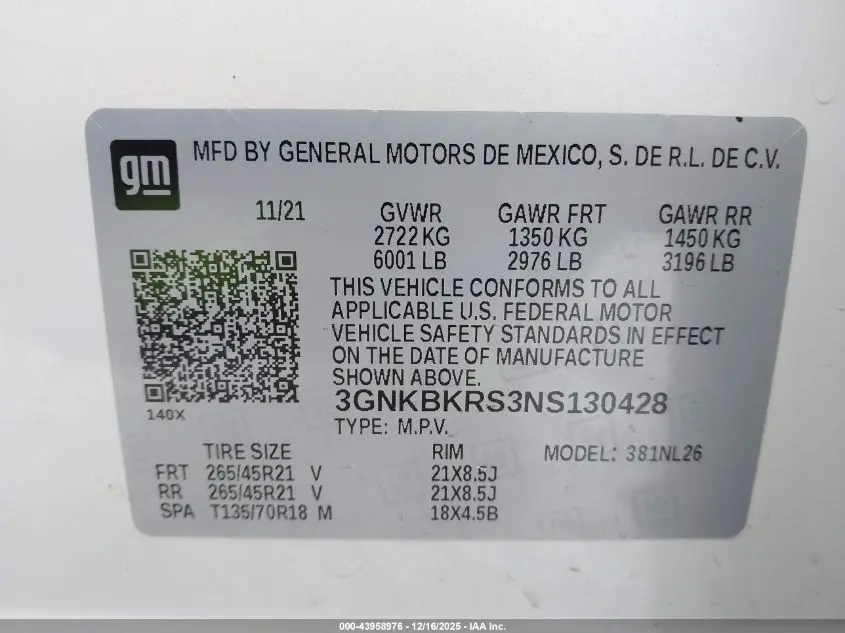 gm
MFD BY GENERAL MOTORS DE MEXICO, S. DE R.L. DE C.V.
11/21 GVWR GAWR FRT GAWR RR
2722 KG 1350 KG 1450 KG
6001 LB 2976 LB 3196 LB
THIS VEHICLE CONFORMS TO ALL
APPLICABLE U.S. FEDERAL MOTOR
VEHICLE SAFETY STANDARDS IN EFFECT
ON THE DATE OF MANUFACTURE
SHOWN ABOVE.
140X
3GNKBKRS3NS130428
TYPE: M.P.V.
TIRE SIZE RIM MODEL: 381NL26
FRT 265/45R21 V 21X8.5J
RR 265/45R21 V 21X8.5J
SPA T135/70R18 M 18X4.5B
000-43958976 - 12/16/2025 - IAA Inc.